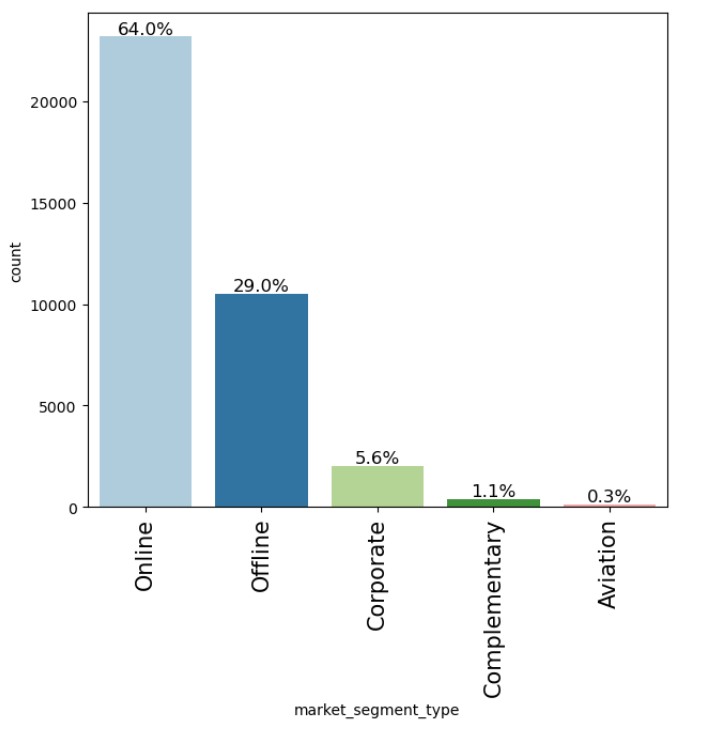 64.0%
20000
15000
29.0%
count
10000
5000
5.6%
1.1%
0.3%
0
Online
Offline
Corporate
Complementary
Aviation
market_segment_type